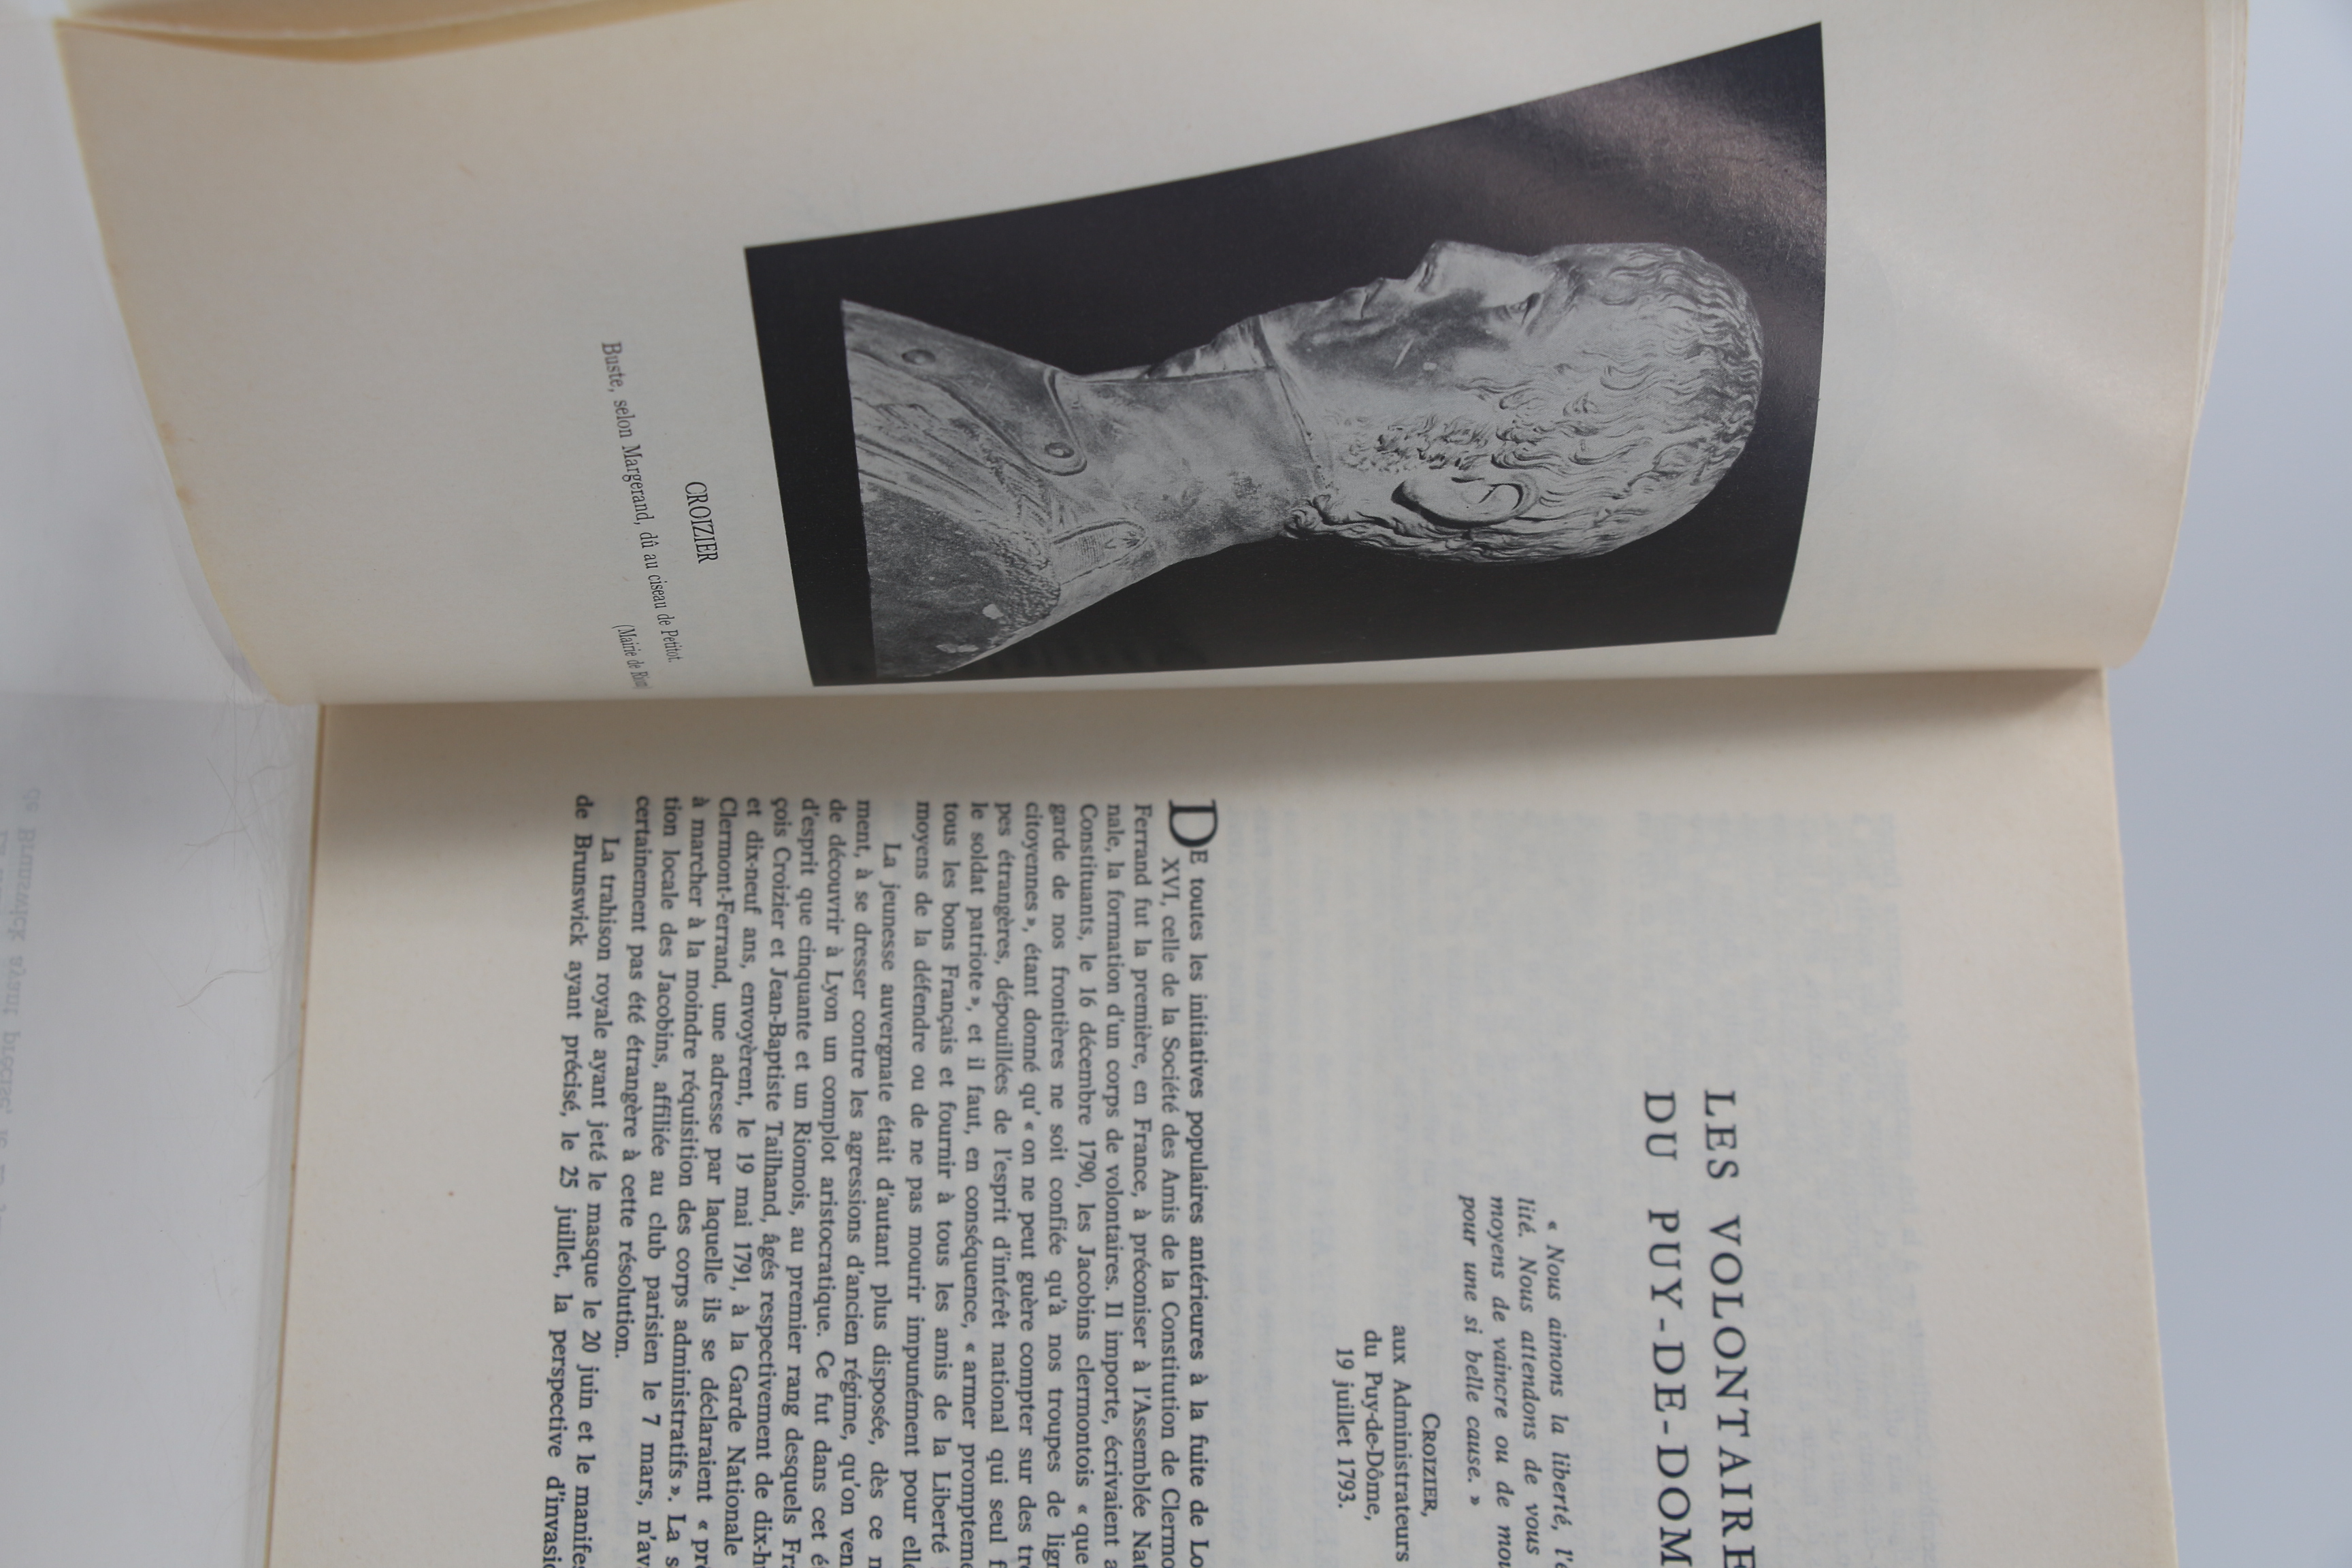 CROIZIER
Buste, selon Margerand, dû au ciseau de Petitot.
(Mairie de Riom)
LES VOLONTAIRE
DU PUY-DE-DOM
« Nous aimons la liberté, l'é
lité. Nous attendons de vous
moyens de vaincre ou de mou
pour une si belle cause. »
CROIZIER,
aux Administrateurs
du Puy-de-Dôme,
19 juillet 1793.
DE toutes les initiatives populaires antérieures à la fuite de Lo
XVI, celle de la Société des Amis de la Constitution de Clermo
Ferrand fut la première, en France, à préconiser à l'Assemblée Nat
nale, la formation d'un corps de volontaires. Il importe, écrivaient a
Constituants, le 16 décembre 1790, les Jacobins clermontois « que
garde de nos frontières ne soit confiée qu'à nos troupes de lign
citoyennes », étant donné qu' « on ne peut guère compter sur des tro
pes étrangères, dépouillées de l'esprit d'intérêt national qui seul f
le soldat patriote », et il faut, en conséquence, « armer prompteme
tous les bons Français et fournir à tous les amis de la Liberté
moyens de la défendre ou de ne pas mourir impunément pour elle
La jeunesse auvergnate était d'autant plus disposée, dès ce m
ment, à se dresser contre les agressions d'ancien régime, qu'on ven
de découvrir à Lyon un complot aristocratique. Ce fut dans cet é
d'esprit que cinquante et un Riomois, au premier rang desquels Fra
çois Croizier et Jean-Baptiste Tailhand, âgés respectivement de dix-h
et dix-neuf ans, envoyèrent, le 19 mai 1791, à la Garde Nationale
Clermont-Ferrand, une adresse par laquelle ils se déclaraient « prê
à marcher à la moindre réquisition des corps administratifs ». La s
tion locale des Jacobins, affiliée au club parisien le 7 mars, n'av
certainement pas été étrangère à cette résolution.
La trahison royale ayant jeté le masque le 20 juin et le manifes
de Brunswick ayant précisé, le 25 juillet, la perspective d'invasio